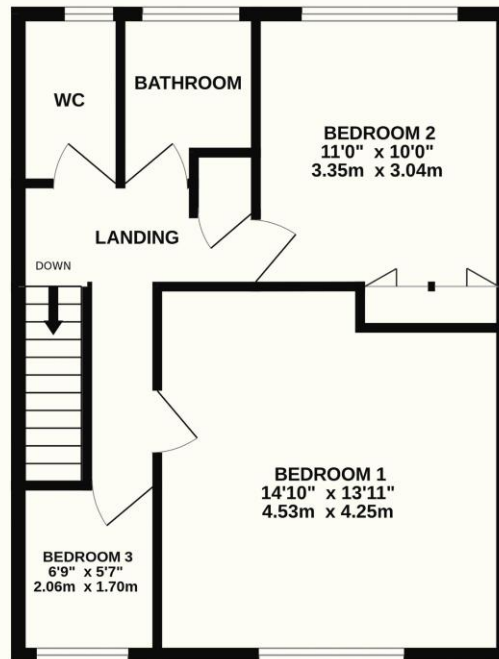 WC
BATHROOM
BEDROOM 2
11'0" x 10'0"
3.35m x 3.04m
LANDING
DOWN
BEDROOM 1
14'10" x 13'11"
4.53m x 4.25m
BEDROOM 3
6'9" x 5'7"
2.06m x 1.70m